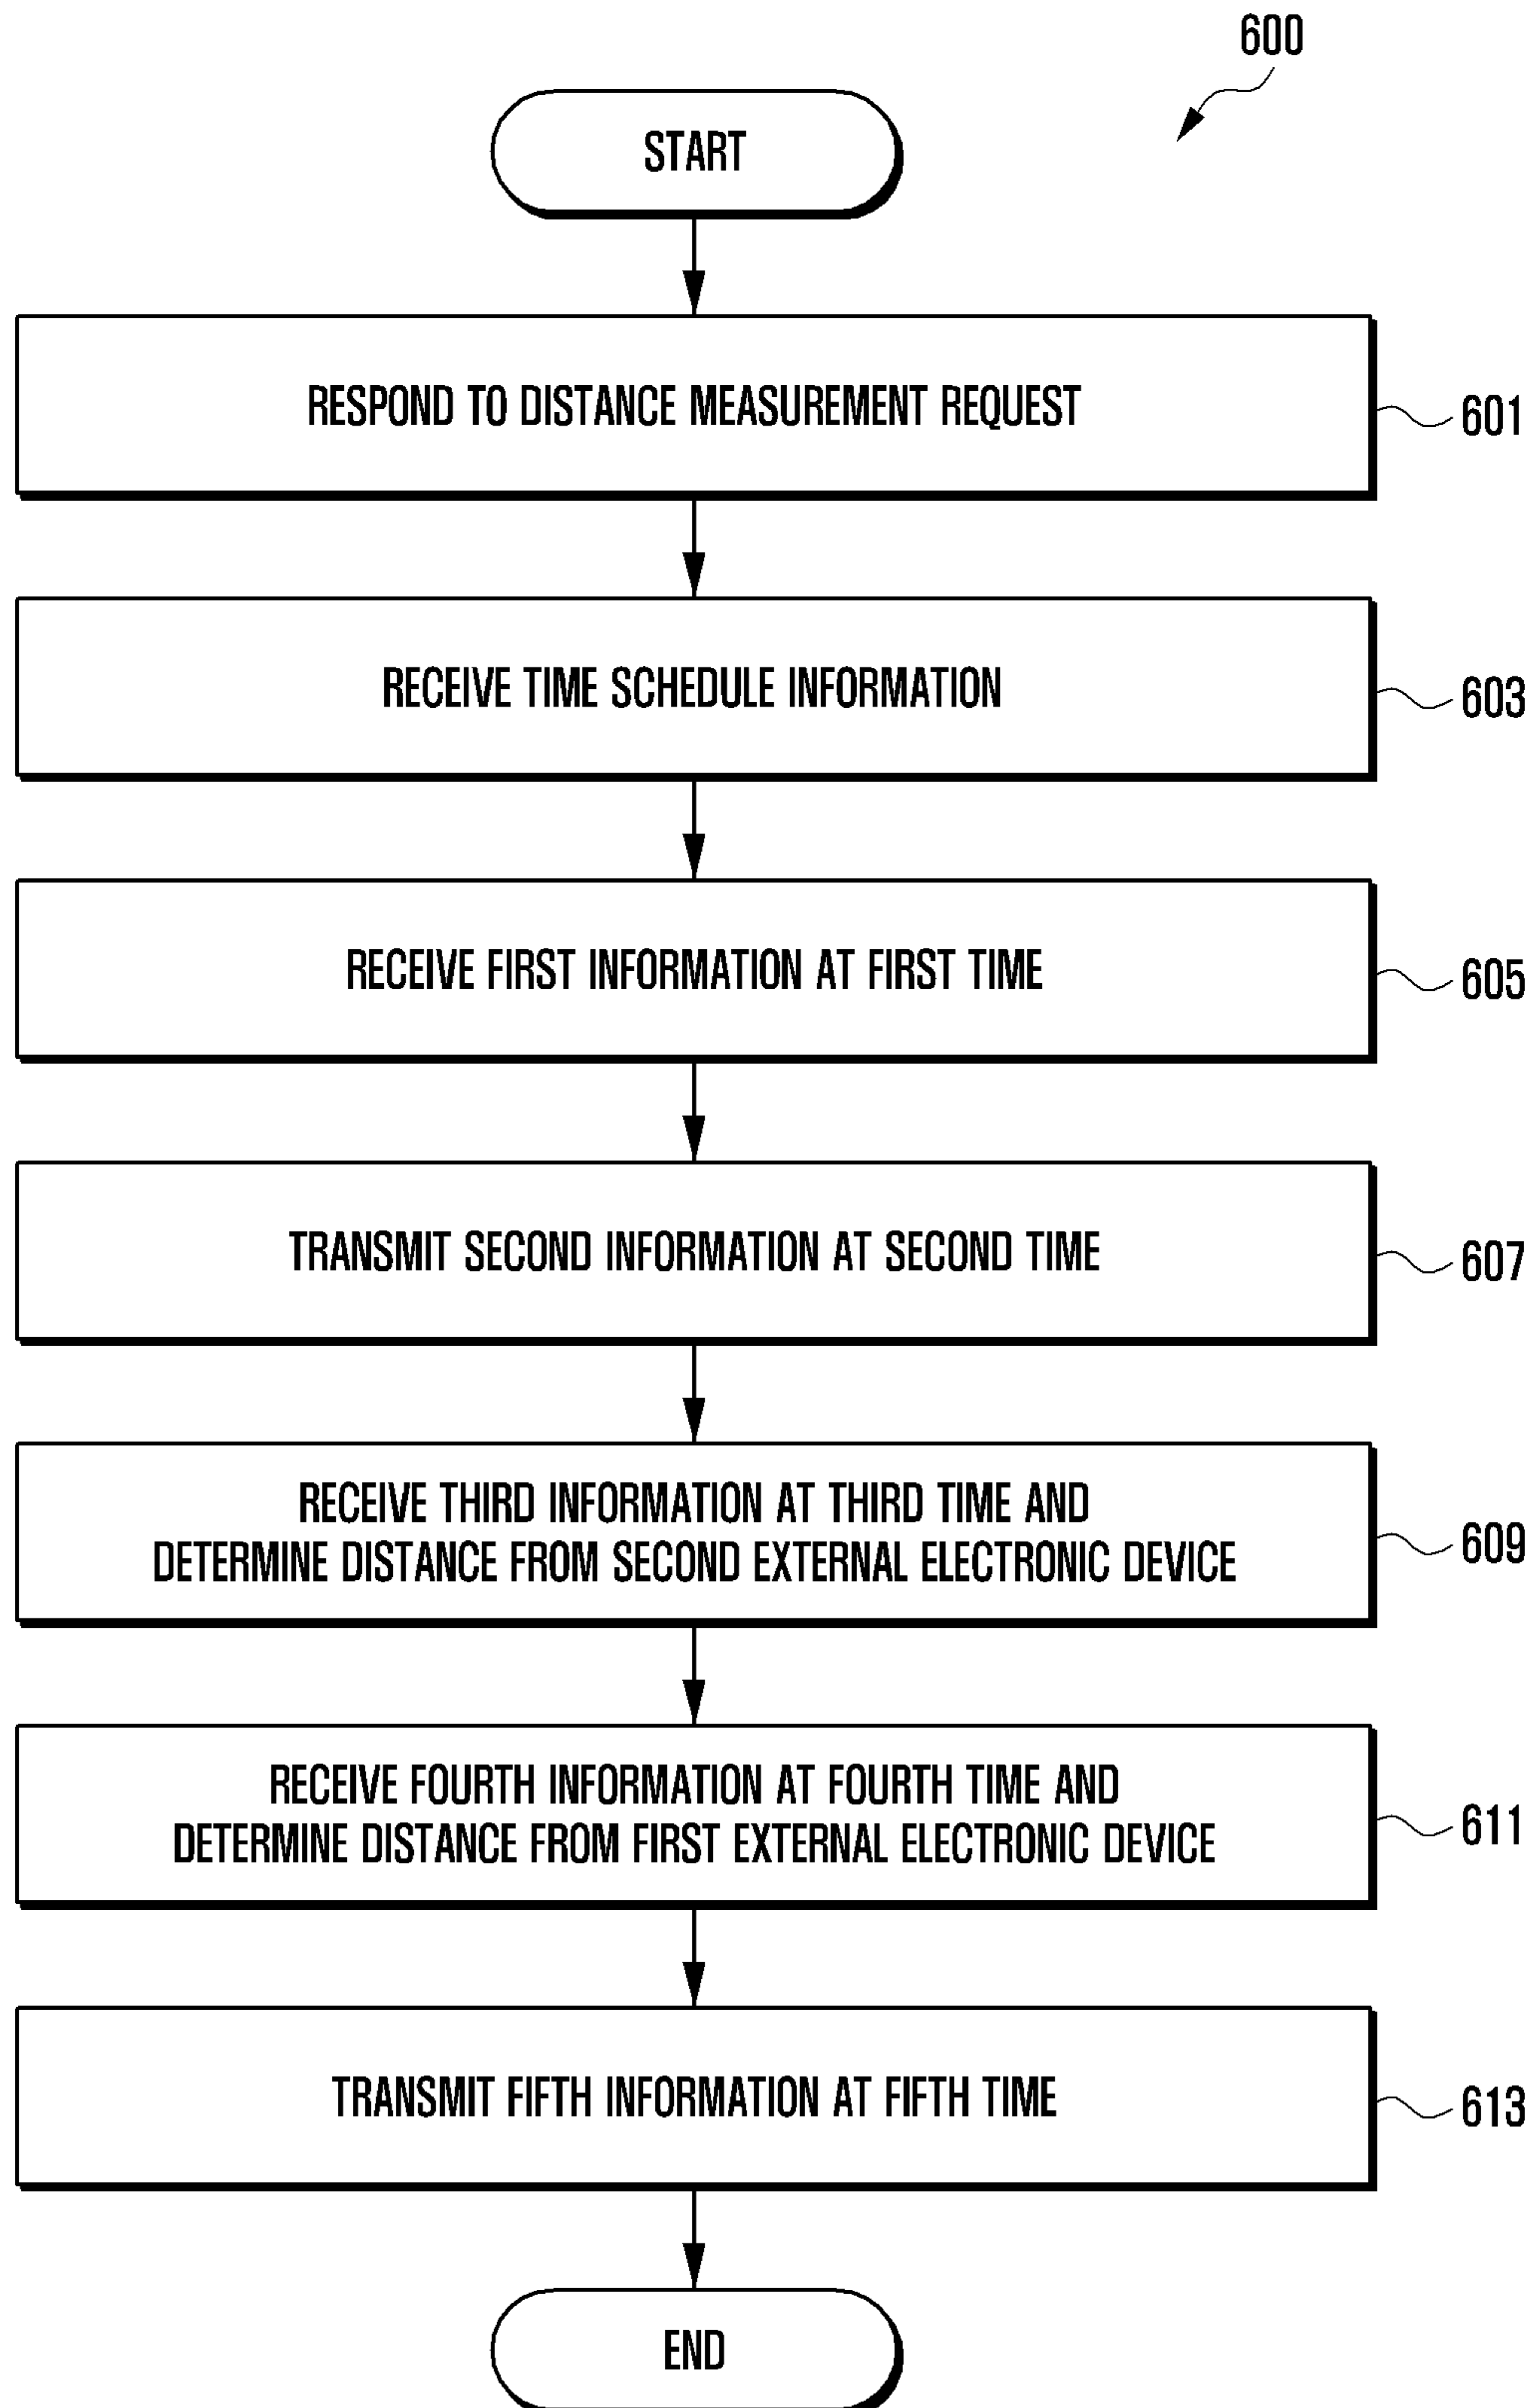 600
START
RESPOND TO DISTANCE MEASUREMENT REQUEST
601
RECEIVE TIME SCHEDULE INFORMATION
603
RECEIVE FIRST INFORMATION AT FIRST TIME
605
TRANSMIT SECOND INFORMATION AT SECOND TIME
607
RECEIVE THIRD INFORMATION AT THIRD TIME AND
DETERMINE DISTANCE FROM SECOND EXTERNAL ELECTRONIC DEVICE
609
RECEIVE FOURTH INFORMATION AT FOURTH TIME AND
DETERMINE DISTANCE FROM FIRST EXTERNAL ELECTRONIC DEVICE
611
TRANSMIT FIFTH INFORMATION AT FIFTH TIME
613
END